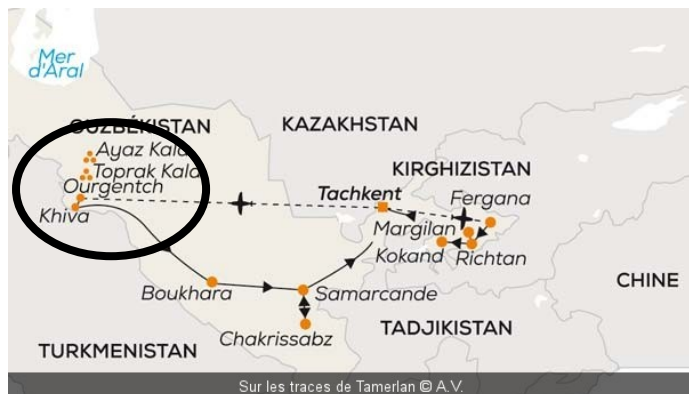 Mer
d'Aral
OUZBÉKISTAN
KAZAKHSTAN
Ayaz Kala
Toprak Kala
Ourgentch
Khiva
KIRGHIZISTAN
Tachkent
Fergana
Margilan
Kokand
Richtan
Boukhara
Samarcande
Chakrissabz
CHINE
TADJIKISTAN
TURKMENISTAN
Sur les traces de Tamerlan © A.V.